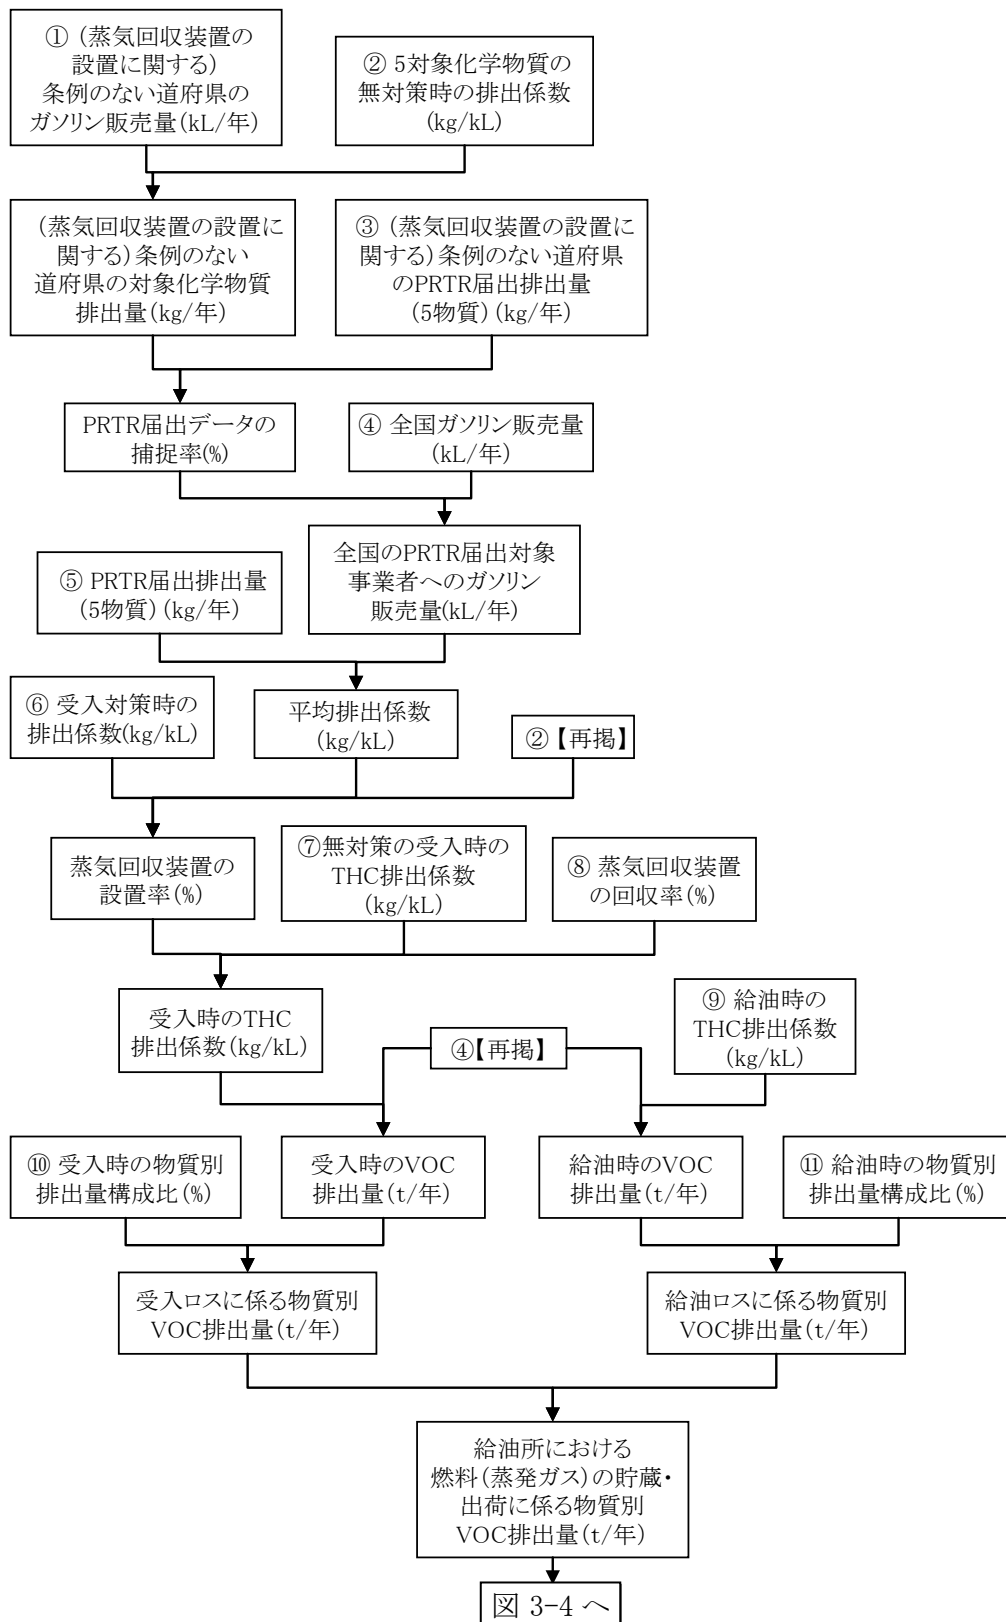 ① (蒸気回収装置の
設置に関する)
条例のない道府県の
ガソリン販売量(kL/年)
② 5対象化学物質の
無対策時の排出係数
(kg/kL)
(蒸気回収装置の設置に
関する)条例のない
道府県の対象化学物質
排出量(kg/年)
③ (蒸気回収装置の設置に
関する)条例のない道府県
のPRTR届出排出量
(5物質)(kg/年)
PRTR届出データの
捕捉率(%)
④ 全国ガソリン販売量
(kL/年)
⑤ PRTR届出排出量
(5物質)(kg/年)
全国のPRTR届出対象
事業者へのガソリン
販売量(kL/年)
⑥ 受入対策時の
排出係数(kg/kL)
平均排出係数
(kg/kL)
②【再掲】
蒸気回収装置の
設置率(%)
⑦無対策の受入時の
THC排出係数
(kg/kL)
⑧ 蒸気回収装置
の回収率(%)
受入時のTHC
排出係数(kg/kL)
④【再掲】
⑨ 給油時の
THC排出係数
(kg/kL)
⑩ 受入時の物質別
排出量構成比(%)
受入時のVOC
排出量(t/年)
給油時のVOC
排出量(t/年)
⑪ 給油時の物質別
排出量構成比(%)
受入ロスに係る物質別
VOC排出量(t/年)
給油ロスに係る物質別
VOC排出量(t/年)
給油所における
燃料(蒸発ガス)の貯蔵・
出荷に係る物質別
VOC排出量(t/年)
図 3-4 へ